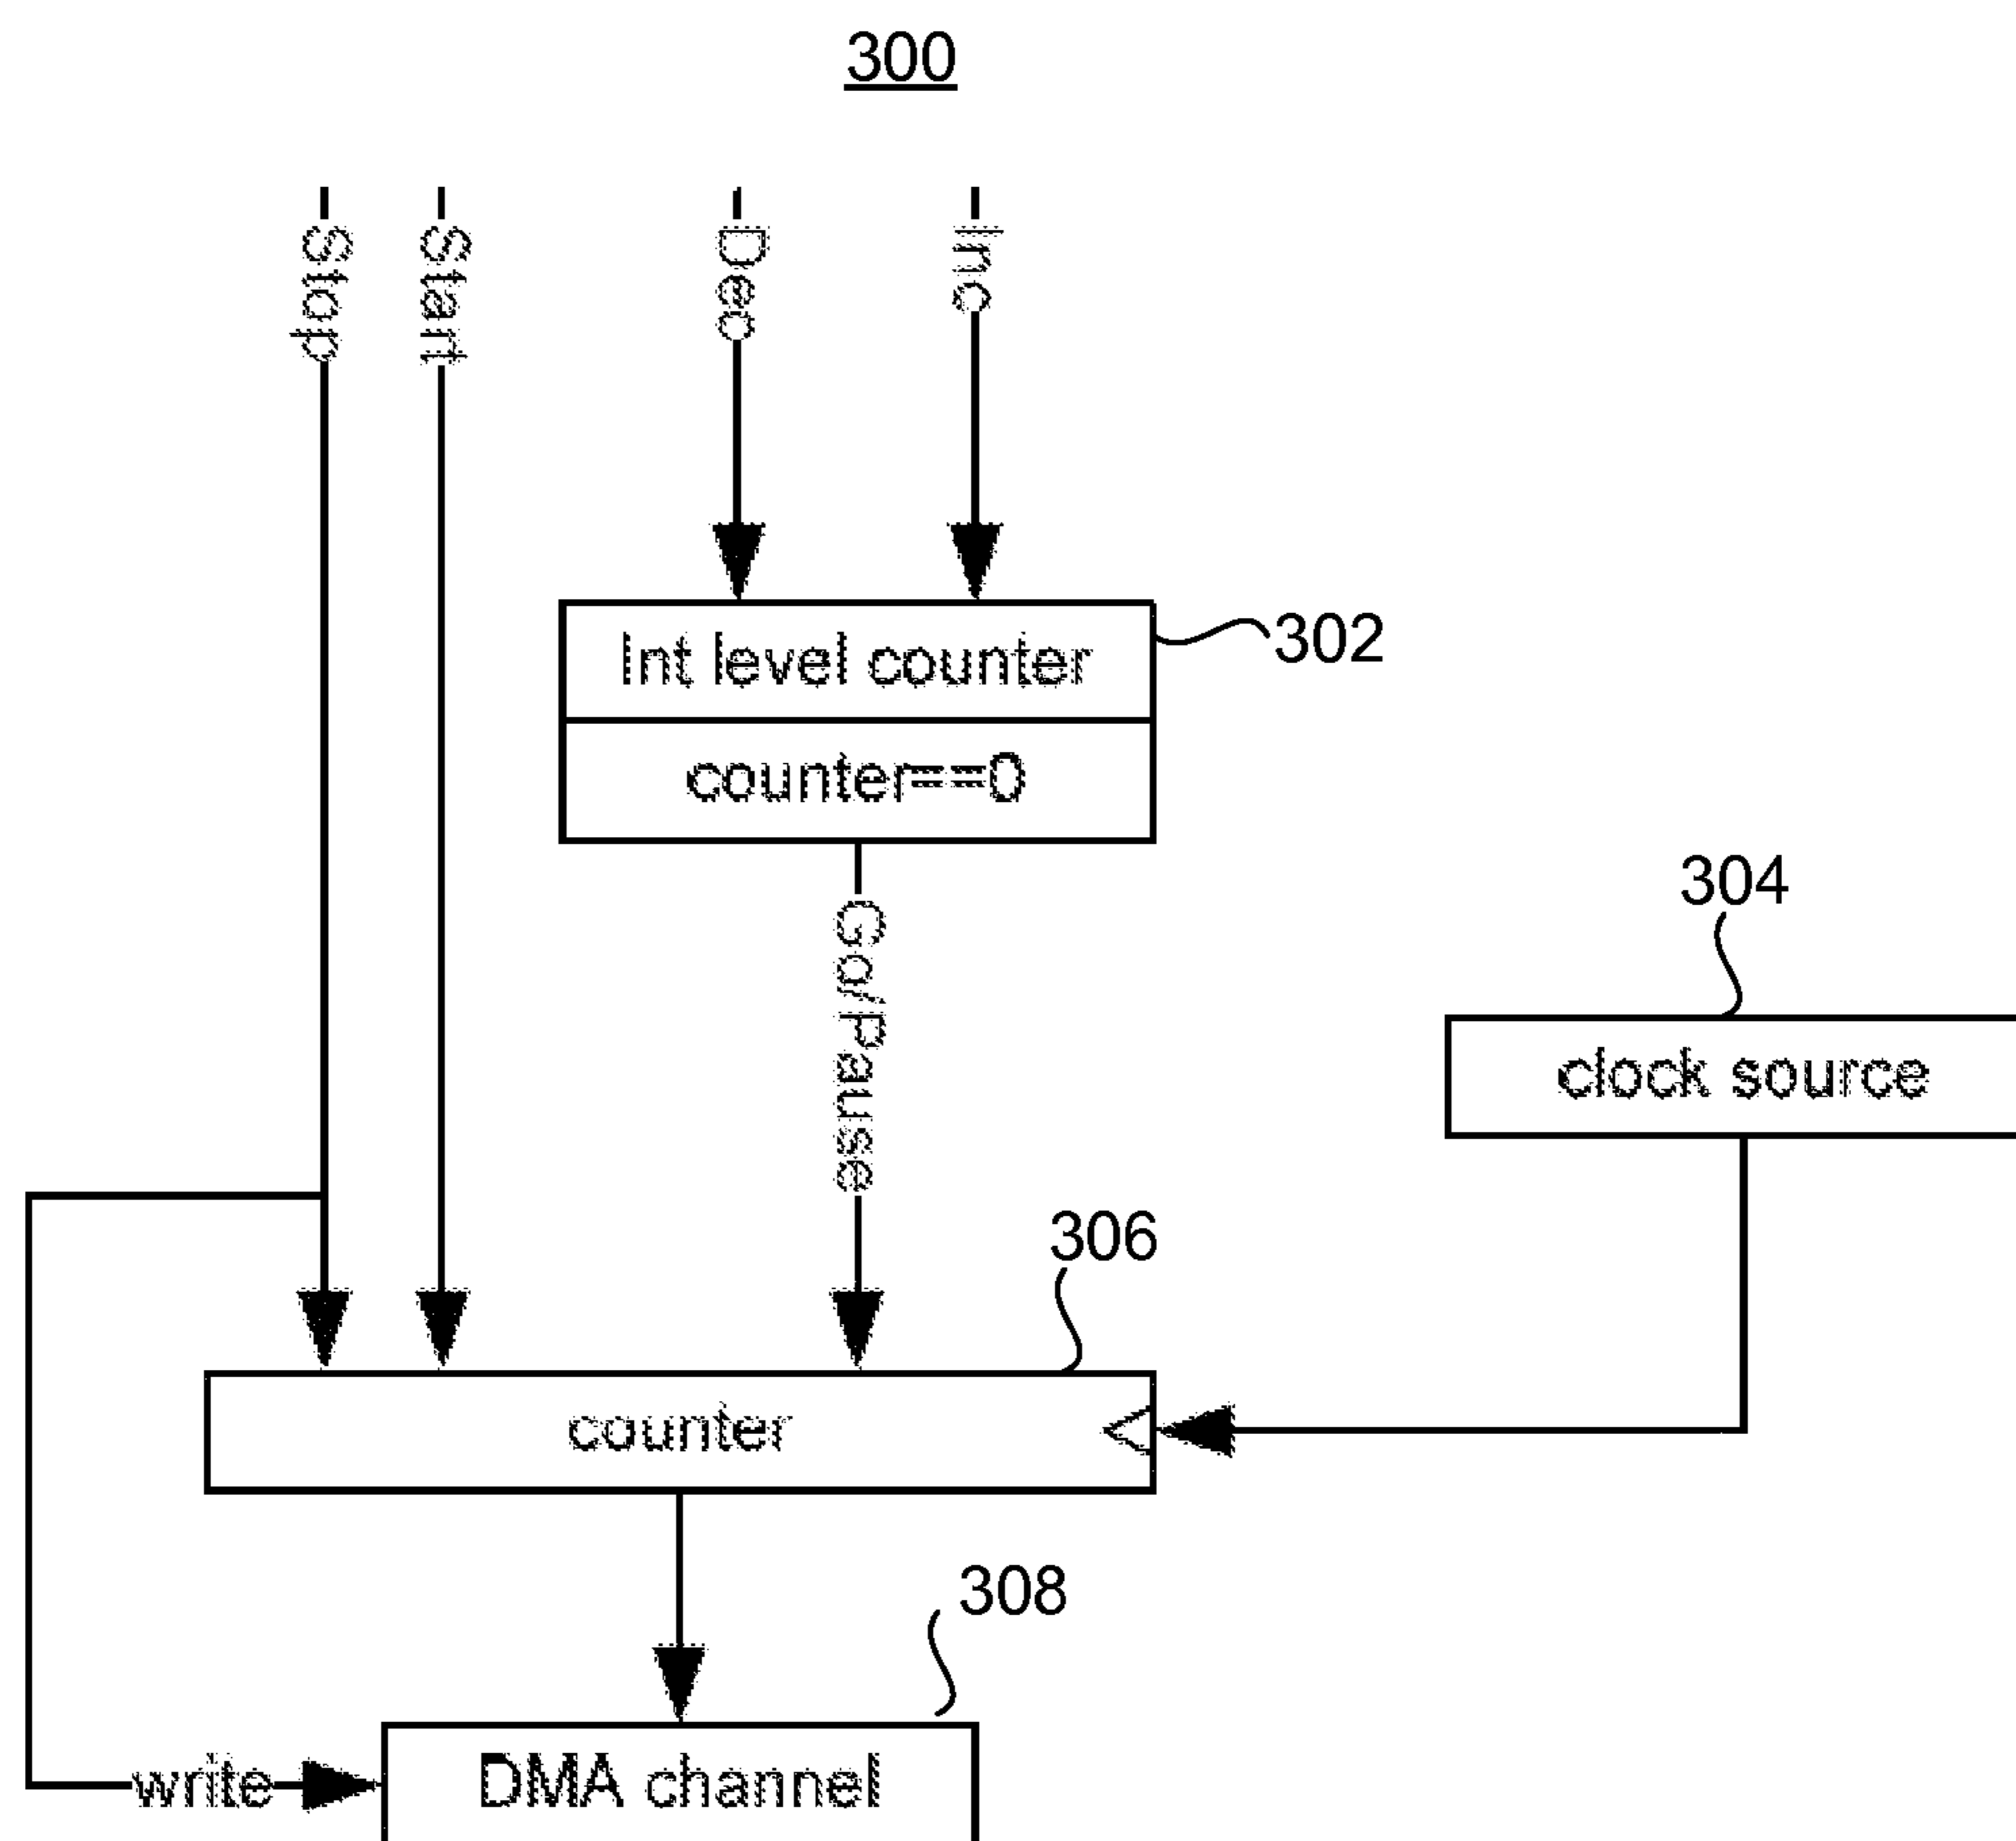 300
Stop
Start
Dec
Inc
Int level counter
302
counter==0
Go/Pause
304
clock source
306
counter
308
write
DMA channel